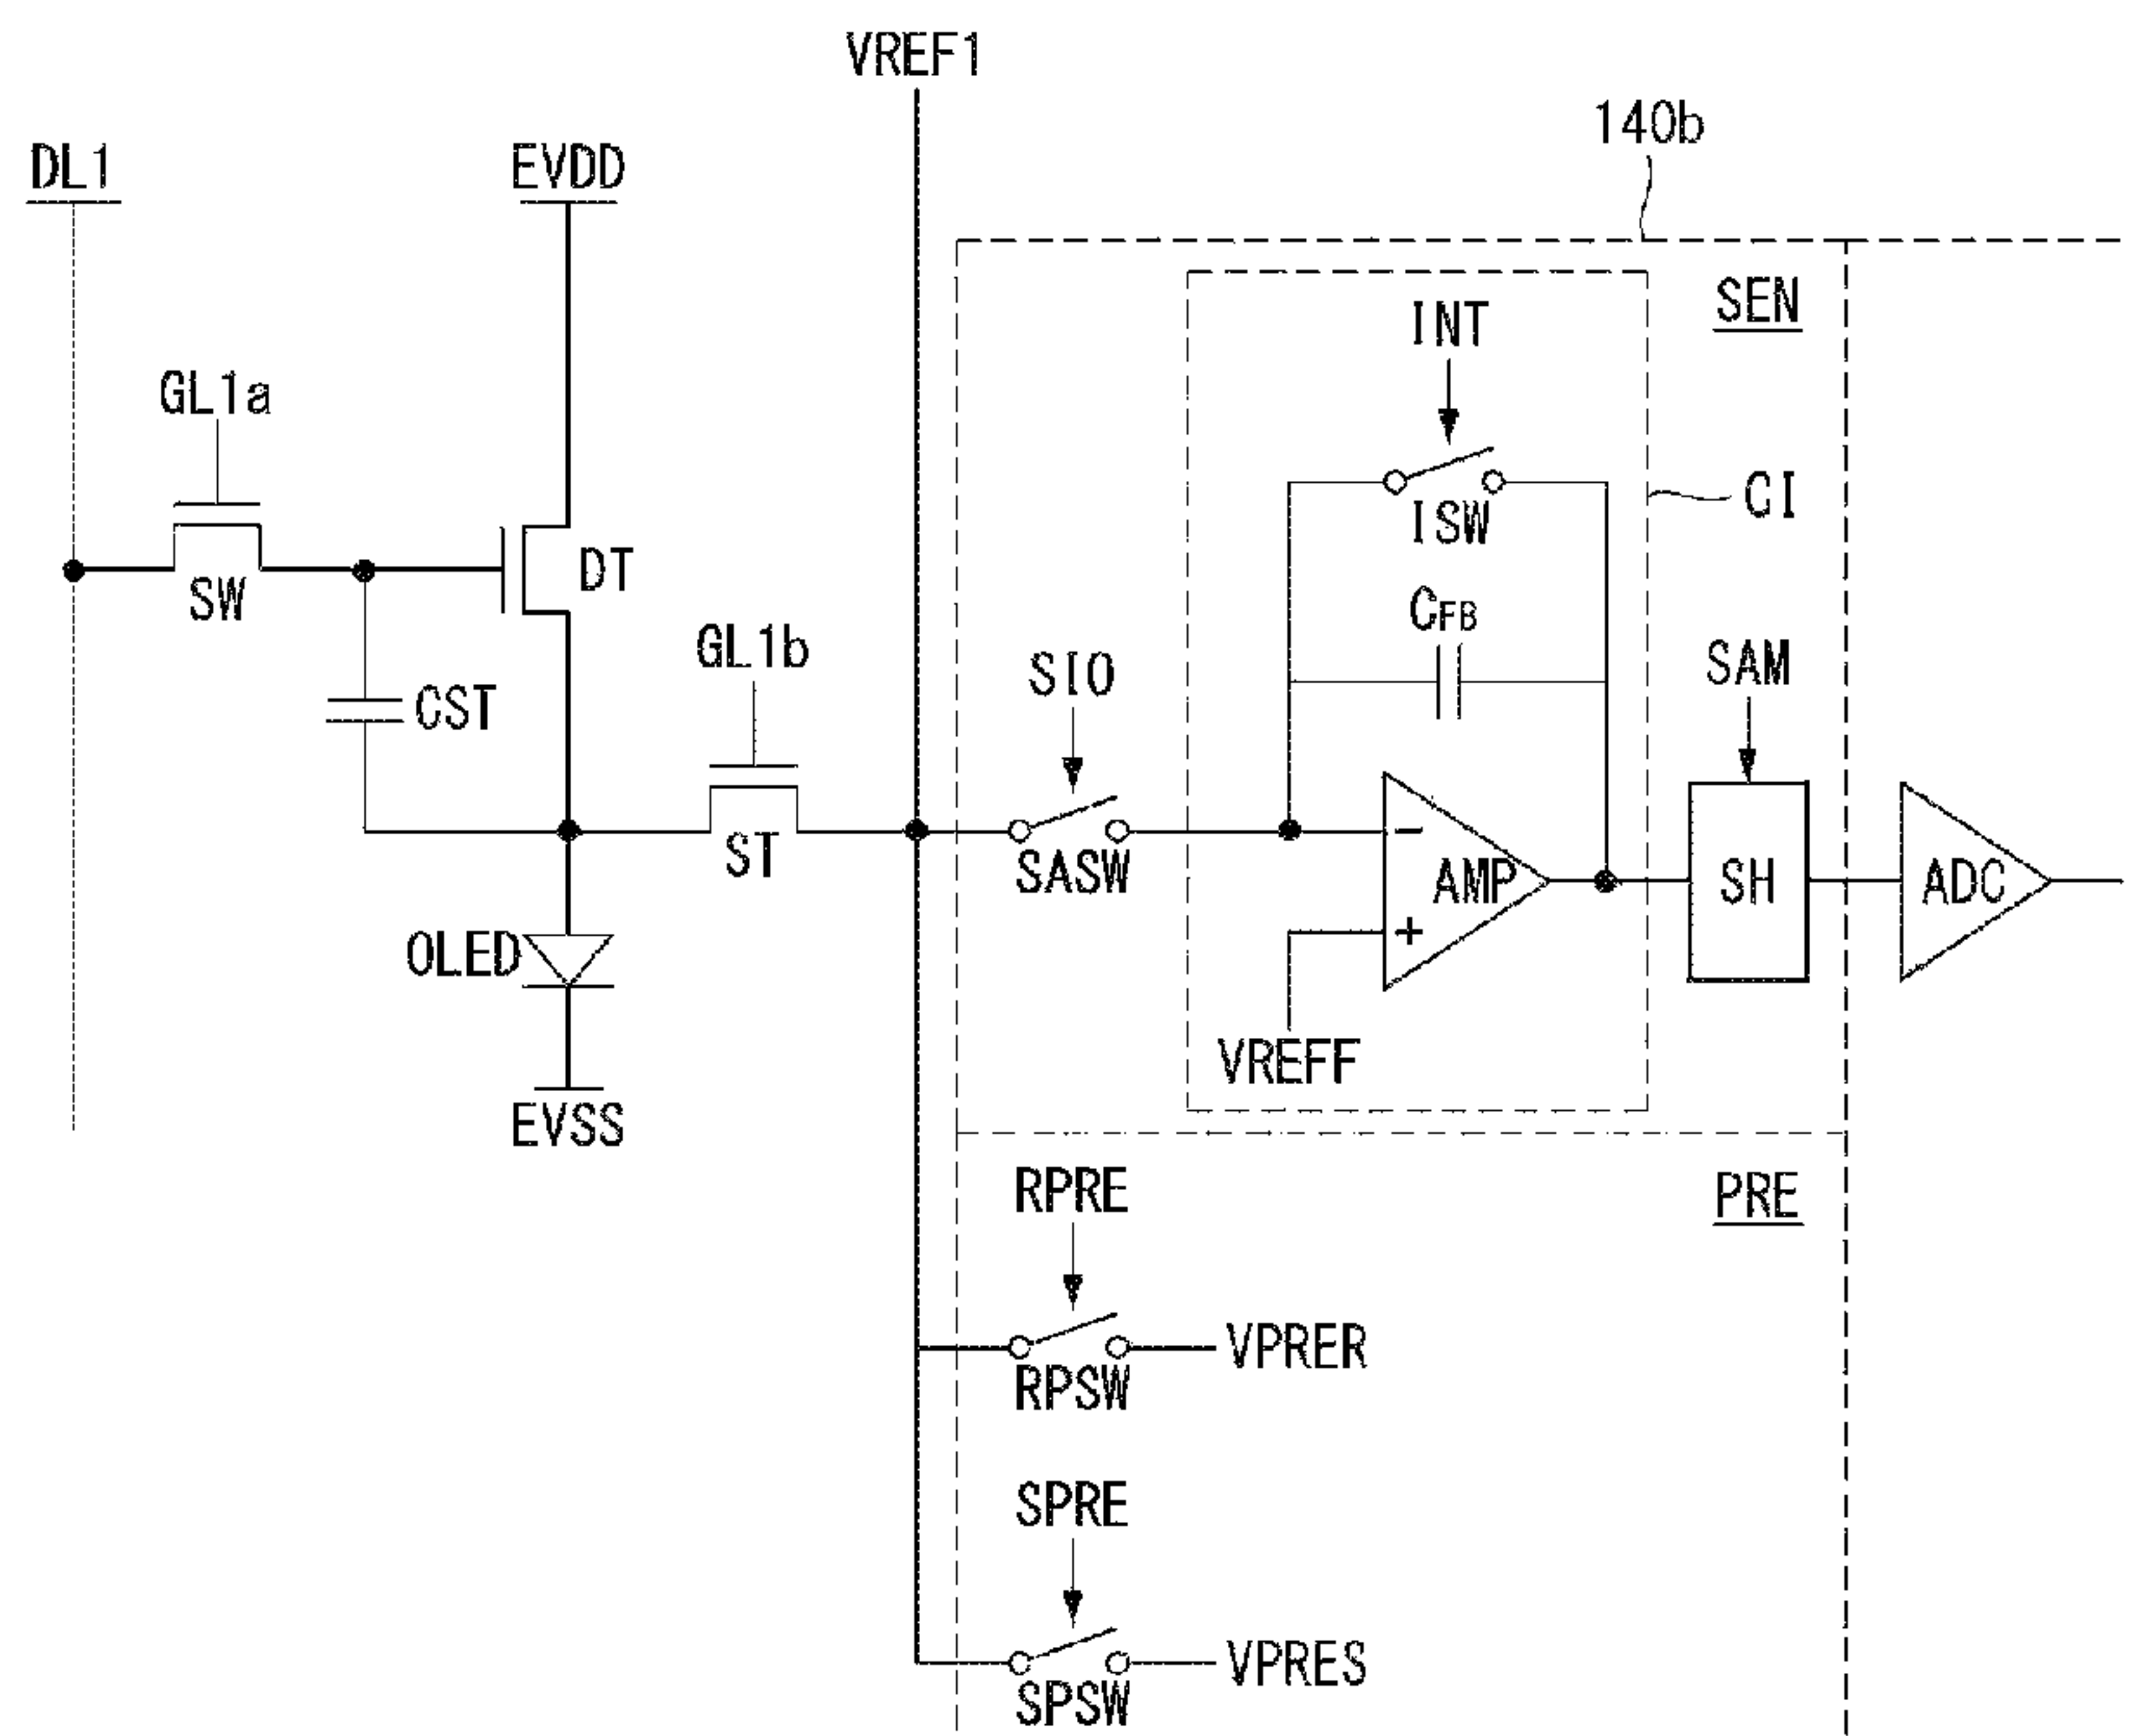 VREF1
140b
DL1
EVDD
SEN
INT
GL1a
CI
ISW
DT
SW
CFB
GL1b
SIO
SAM
CST
-
ST
SASW
AMP
SH
ADC
+
OLED
VREFF
EVSS
RPRE
PRE
VPRER
RPSW
SPRE
VPRES
SPSW